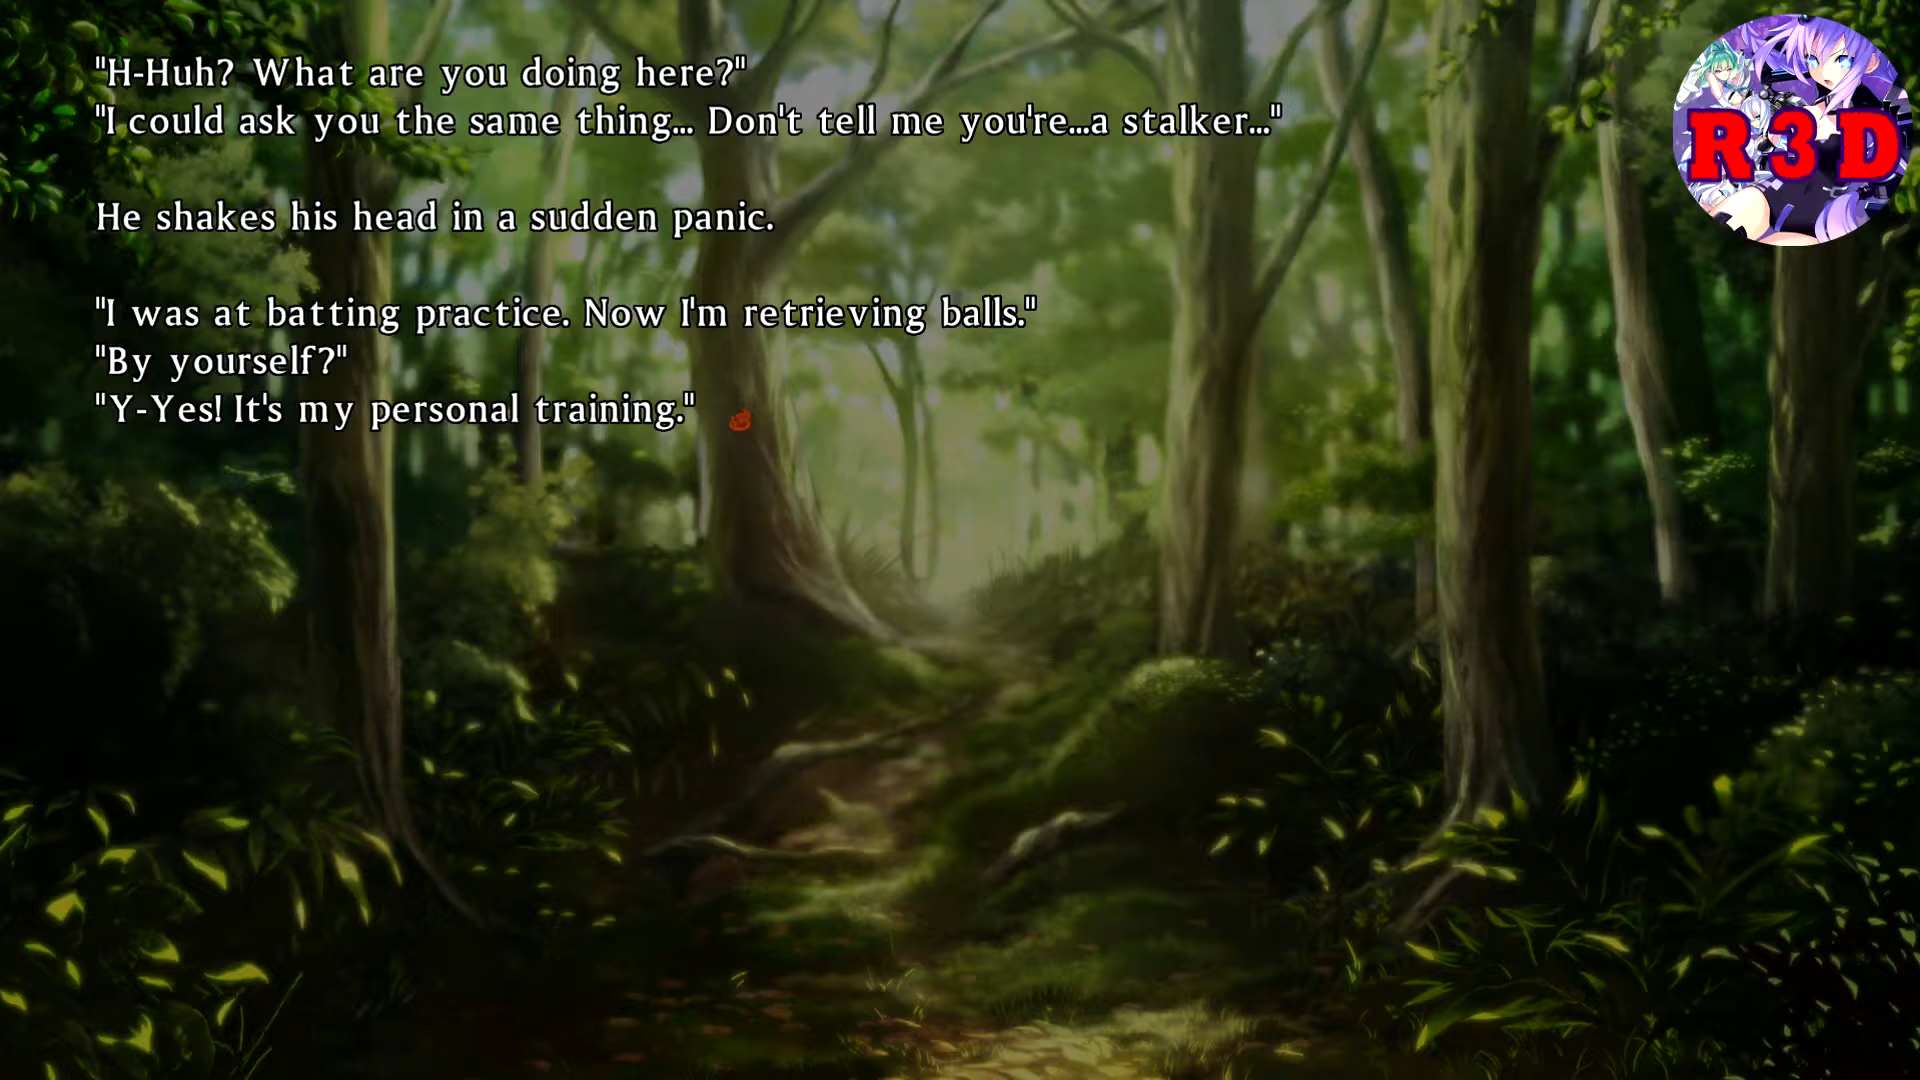 "H-Huh? What are you doing here?"
"I could ask you the same thing... Don't tell me you're...a stalker..."
He shakes his head in a sudden panic.
"I was at batting practice. Now I'm retrieving balls."
"By yourself?"
"Y-Yes! It's my personal training."
R3D